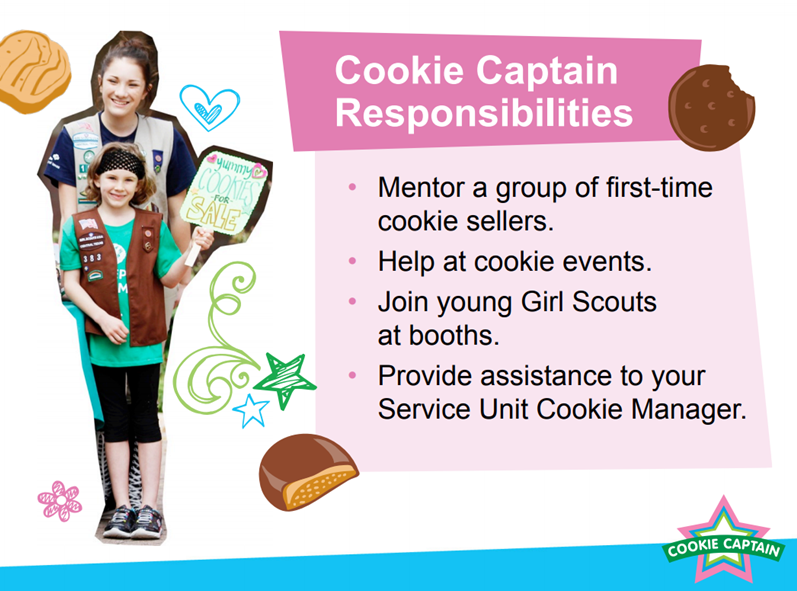 Cookie Captain
Responsibilities
• Mentor a group of first-time
cookie sellers.
• Help at cookie events.
• Join young Girl Scouts
at booths.
• Provide assistance to your
Service Unit Cookie Manager.
yummy
COOKIES
FOR
SALE
383
COOKIE CAPTAIN